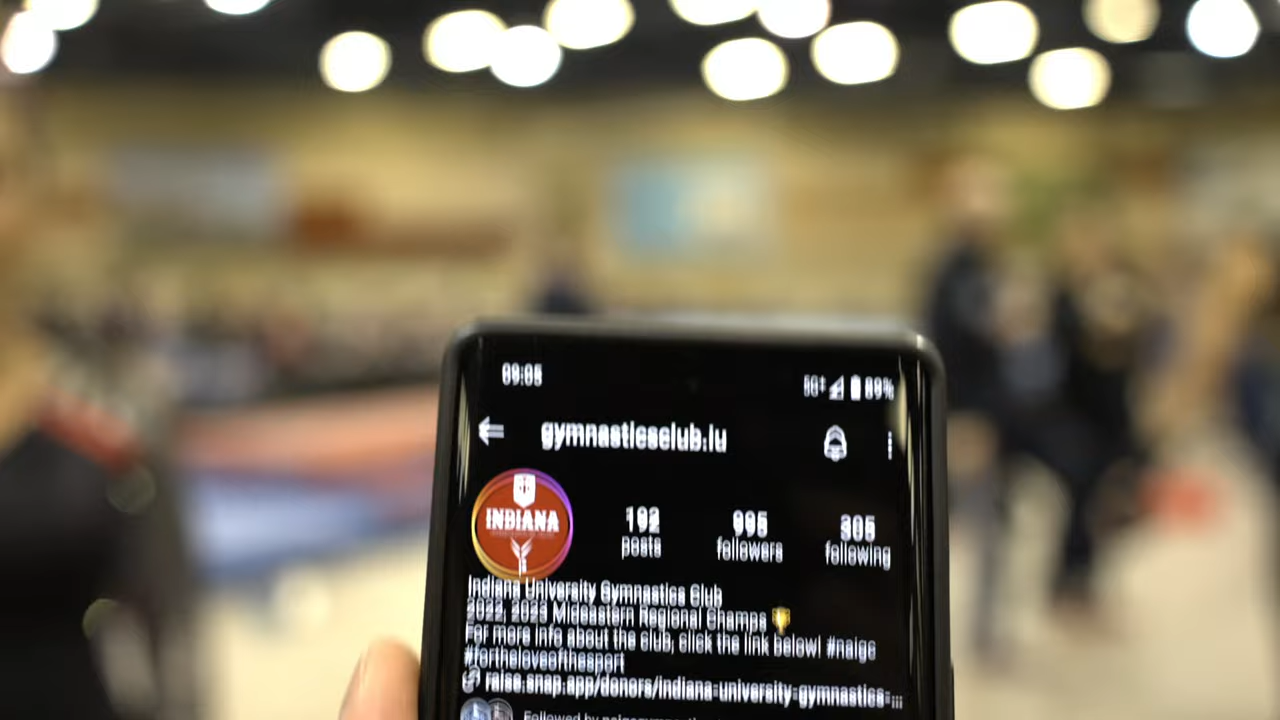 09:05
89%
gymnasticsclub.iu
INDIANA
192 posts
995 followers
305 following
Indiana University Gymnastics Club
2022, 2023 Mideastern Regional Champs 🏆
For more info about the club, click the link below! #naigc
#fortheloveofthesport
raise.snap.app/donors/indiana-university-gymnastics-...
Followed by